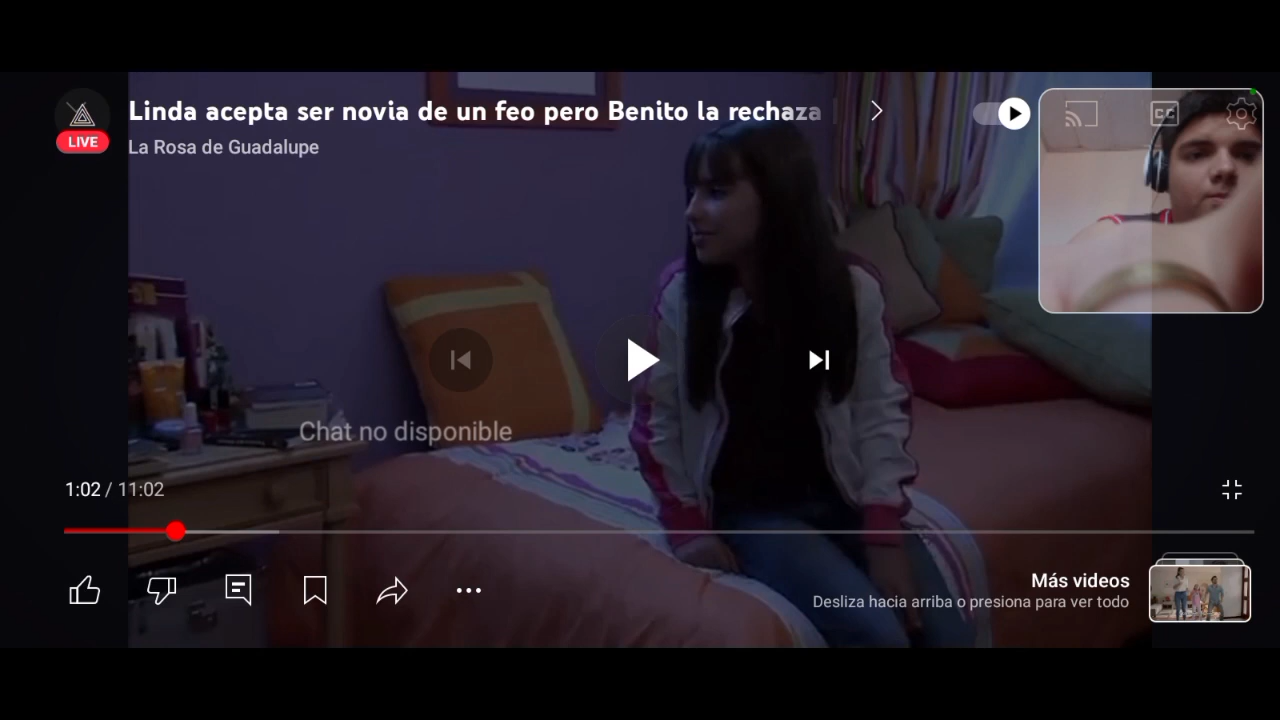 Linda acepta ser novia de un feo pero Benito la rechaza
LIVE
La Rosa de Guadalupe
CC
Chat no disponible
1:02 / 11:02
Más videos
Desliza hacia arriba o presiona para ver todo